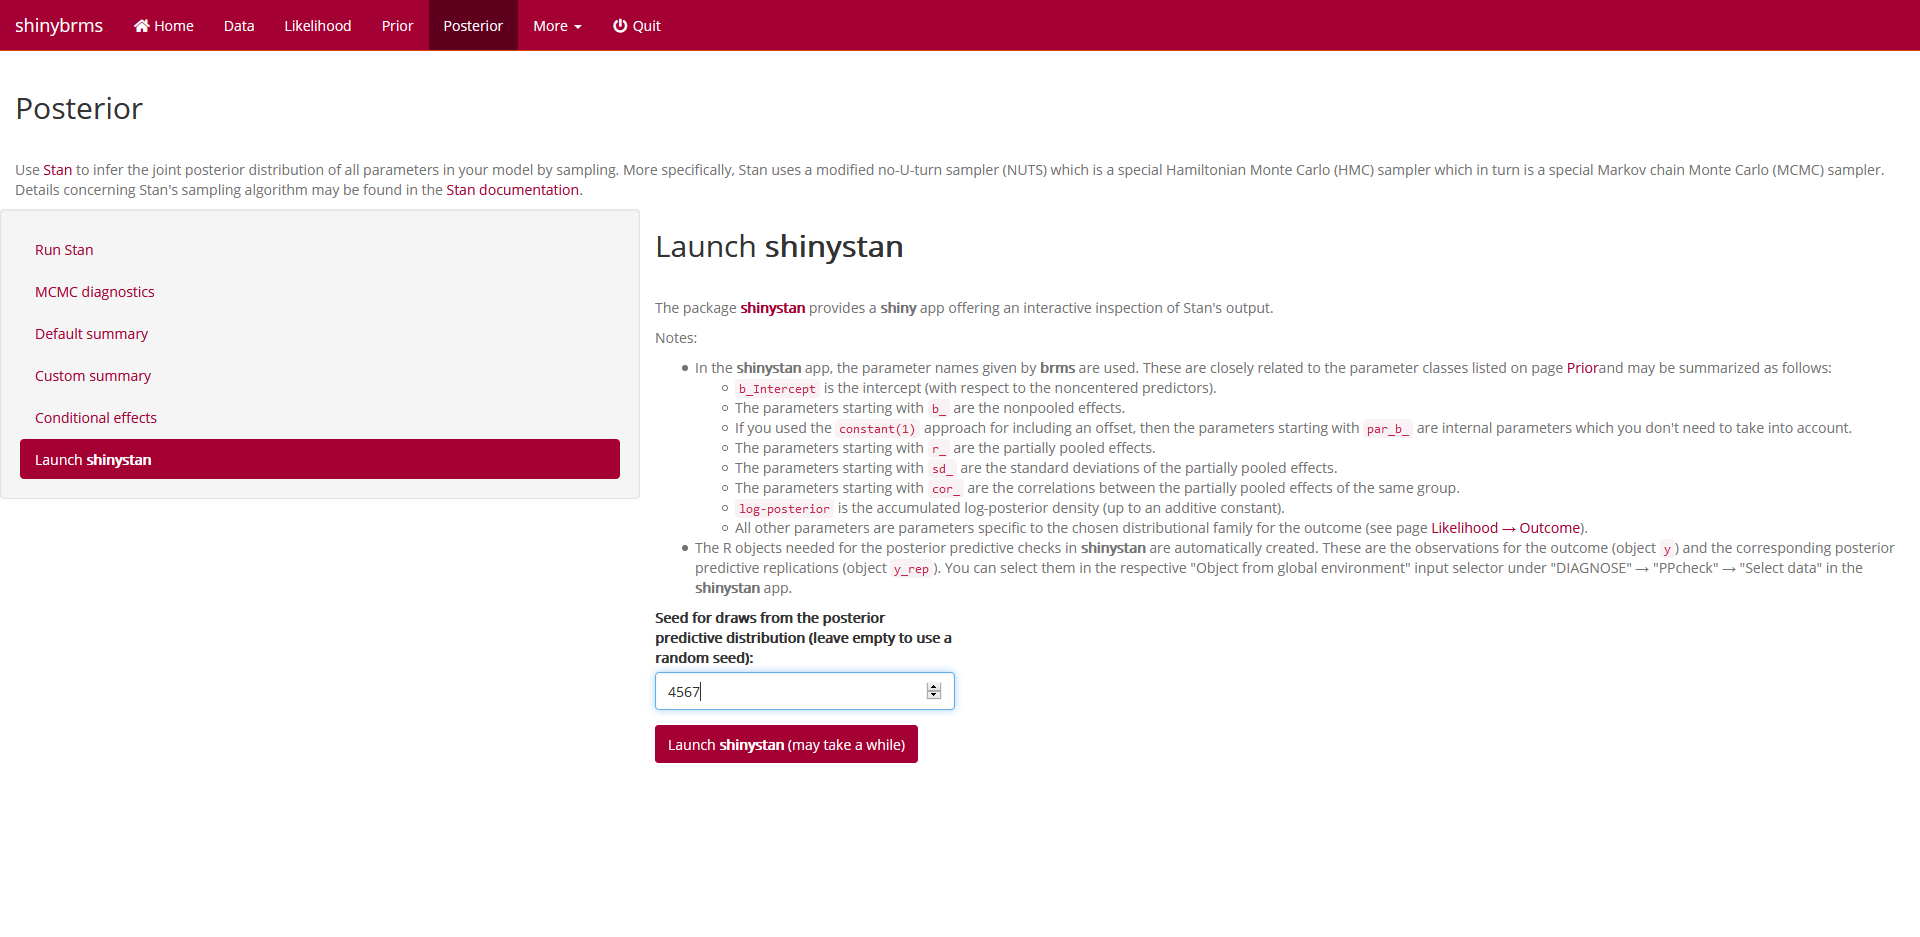 shinybrms Home Data Likelihood Prior Posterior More Quit
Posterior
Use Stan to infer the joint posterior distribution of all parameters in your model by sampling. More specifically, Stan uses a modified no-U-turn sampler (NUTS) which is a special Hamiltonian Monte Carlo (HMC) sampler which in turn is a special Markov chain Monte Carlo (MCMC) sampler.
Details concerning Stan's sampling algorithm may be found in the Stan documentation.
Run Stan
MCMC diagnostics
Default summary
Custom summary
Conditional effects
Launch shinystan
Launch shinystan
The package shinystan provides a shiny app offering an interactive inspection of Stan's output.
Notes:
In the shinystan app, the parameter names given by brms are used. These are closely related to the parameter classes listed on page Priorand may be summarized as follows:
b_Intercept is the intercept (with respect to the noncentered predictors).
The parameters starting with b_ are the nonpooled effects.
If you used the constant(1) approach for including an offset, then the parameters starting with par_b_ are internal parameters which you don't need to take into account.
The parameters starting with r_ are the partially pooled effects.
The parameters starting with sd_ are the standard deviations of the partially pooled effects.
The parameters starting with cor_ are the correlations between the partially pooled effects of the same group.
log-posterior is the accumulated log-posterior density (up to an additive constant).
All other parameters are parameters specific to the chosen distributional family for the outcome (see page Likelihood → Outcome).
The R objects needed for the posterior predictive checks in shinystan are automatically created. These are the observations for the outcome (object y ) and the corresponding posterior
predictive replications (object y_rep ). You can select them in the respective "Object from global environment" input selector under "DIAGNOSE" → "PPcheck" → "Select data" in the
shinystan app.
Seed for draws from the posterior
predictive distribution (leave empty to use a
random seed):
4567
Launch shinystan (may take a while)